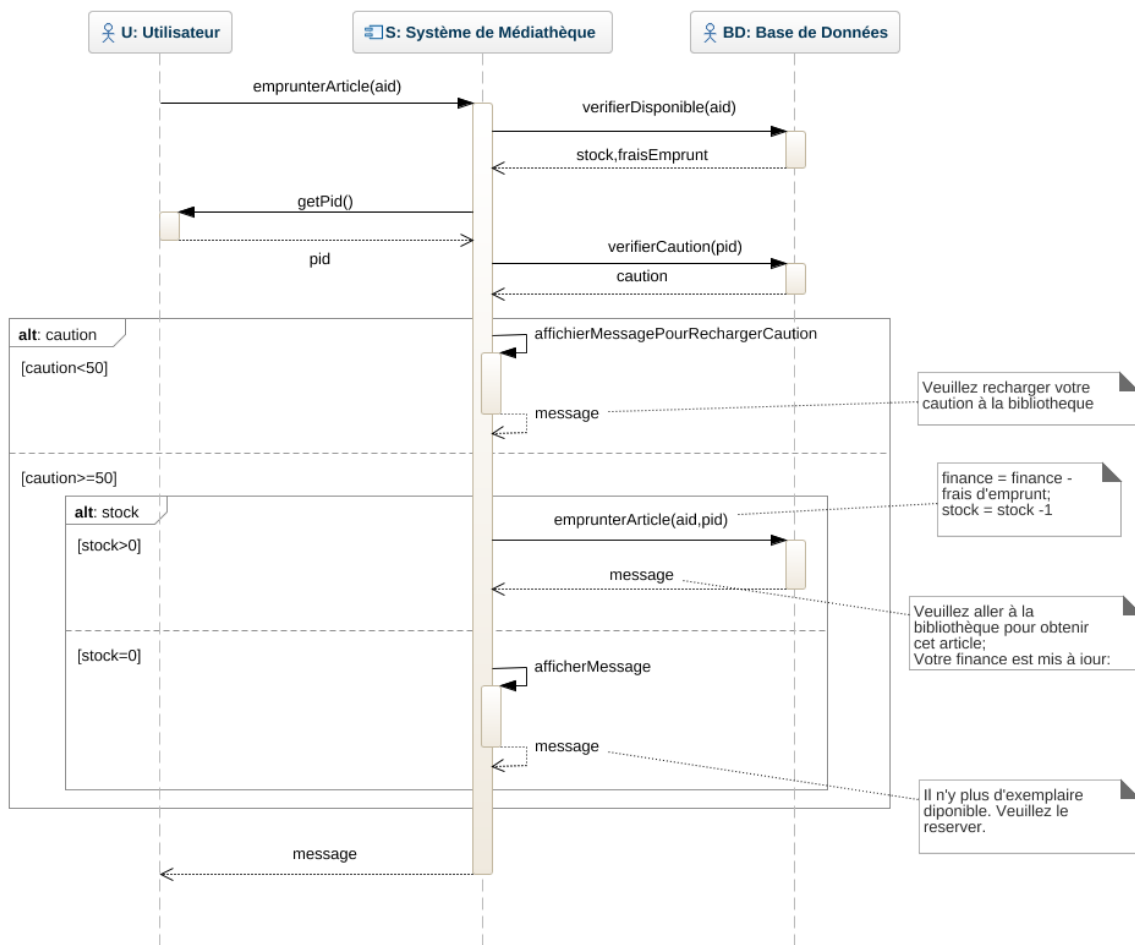 U: Utilisateur
S: Système de Médiathèque
BD: Base de Données
emprunterArticle(aid)
verifierDisponible(aid)
stock,fraisEmprunt
getPid()
pid
verifierCaution(pid)
caution
alt: caution
affichierMessagePourRechargerCaution
[caution<50]
message
Veuillez recharger votre
caution à la bibliotheque
[caution>=50]
alt: stock
emprunterArticle(aid,pid)
finance = finance -
frais d'emprunt;
stock = stock -1
[stock>0]
message
Veuillez aller à la
bibliothèque pour obtenir
cet article;
Votre finance est mis à iour:
[stock=0]
afficherMessage
message
Il n'y plus d'exemplaire
diponible. Veuillez le
reserver.
message